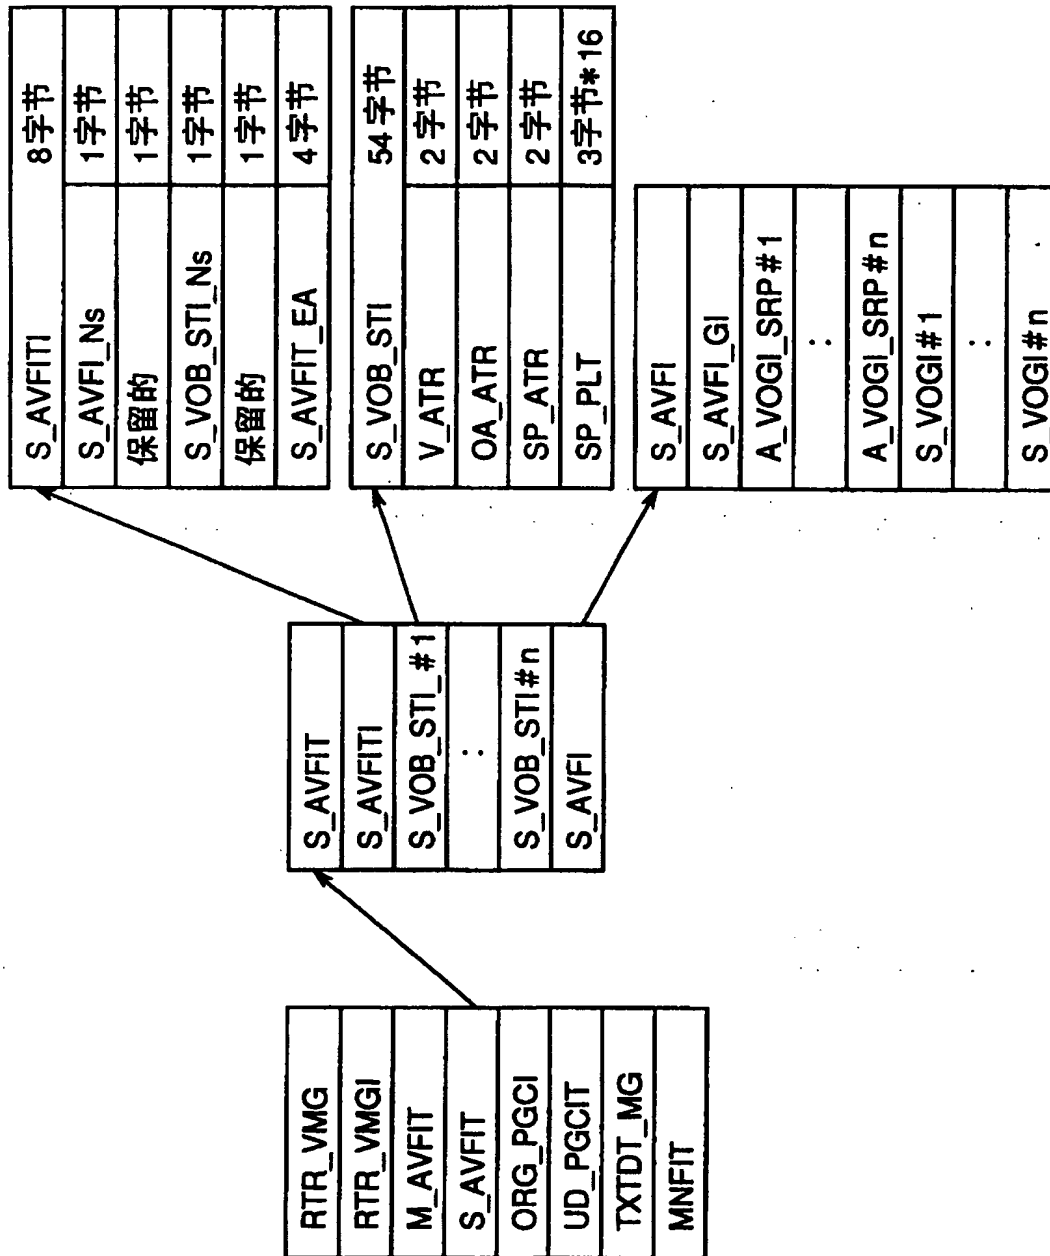 RTR_VMG
RTR_VMGI
M_AVFIT
S_AVFIT
ORG_PGCI
UD_PGCIT
TXTDT_MG
MNFIT
S_AVFIT
S_AVFITI
S_VOB_STI_#1
:
S_VOB_STI#n
S_AVFI
S_AVFITI 8字节
S_AVFI_Ns 1字节
保留的 1字节
S_VOB_STI_Ns 1字节
保留的 1字节
S_AVFIT_EA 4字节
S_VOB_STI 54字节
V_ATR 2字节
OA_ATR 2字节
SP_ATR 2字节
SP_PLT 3字节*16
S_AVFI
S_AVFI_GI
A_VOGI_SRP#1
:
A_VOGI_SRP#n
S_VOGI#1
:
S_VOGI#n